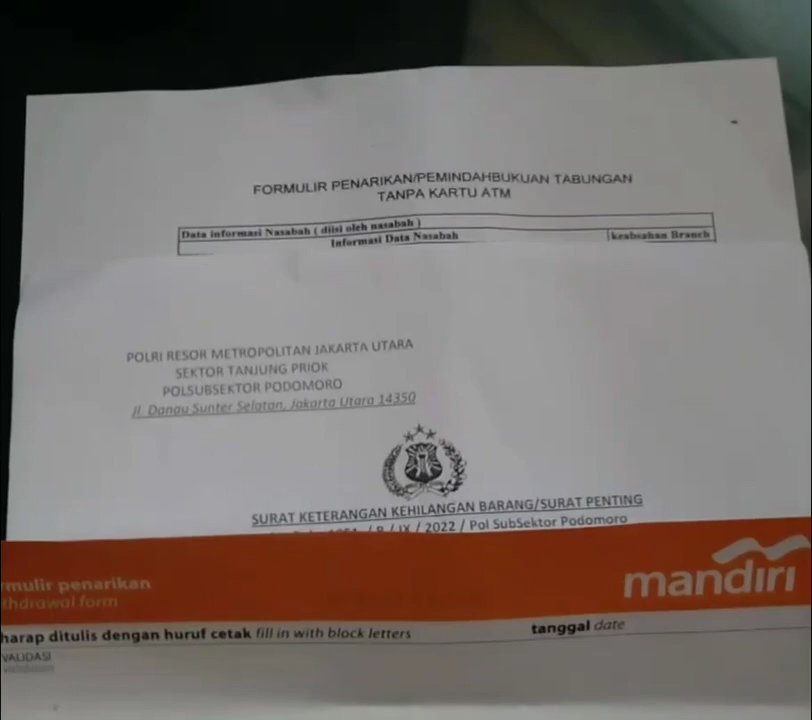 FORMULIR PENARIKAN/PEMINDAHBUKUAN TABUNGAN
TANPA KARTU ATM
Data informasi Nasabah ( diisi oleh nasabah )
Informasi Data Nasabah keabsahan Branch
POLRI RESOR METROPOLITAN JAKARTA UTARA
SEKTOR TANJUNG PRIOK
POLSUBSEKTOR PODOMORO
Jl. Danau Sunter Selatan, Jakarta Utara 14350
SURAT KETERANGAN KEHILANGAN BARANG/SURAT PENTING
/ B / IX / 2022 / Pol SubSektor Podomoro
mulir penarikan
thdrawal form
mandiri
harap ditulis dengan huruf cetak fill in with block letters
tanggal date
VALIDASI